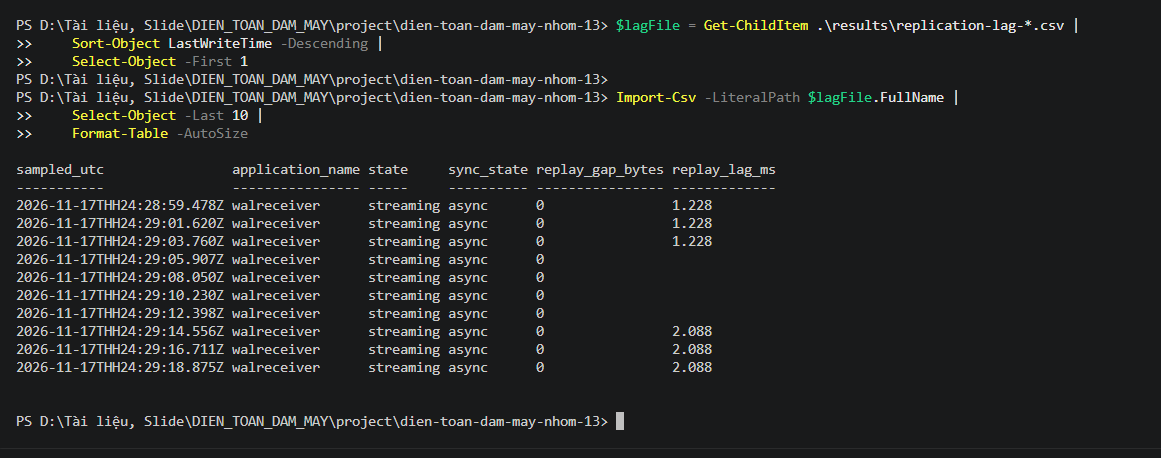 PS D:\Tài liệu, Slide\DIEN_TOAN_DAM_MAY\project\dien-toan-dam-may-nhom-13> $lagFile = Get-ChildItem .\results\replication-lag-*.csv |
>>     Sort-Object LastWriteTime -Descending |
>>     Select-Object -First 1
PS D:\Tài liệu, Slide\DIEN_TOAN_DAM_MAY\project\dien-toan-dam-may-nhom-13>
PS D:\Tài liệu, Slide\DIEN_TOAN_DAM_MAY\project\dien-toan-dam-may-nhom-13> Import-Csv -LiteralPath $lagFile.FullName |
>>     Select-Object -Last 10 |
>>     Format-Table -AutoSize
sampled_utc                application_name state     sync_state replay_gap_bytes replay_lag_ms
-----------                ---------------- -----     ---------- ---------------- -------------
2026-11-17THH24:28:59.478Z walreceiver      streaming async      0                1.228
2026-11-17THH24:29:01.620Z walreceiver      streaming async      0                1.228
2026-11-17THH24:29:03.760Z walreceiver      streaming async      0                1.228
2026-11-17THH24:29:05.907Z walreceiver      streaming async      0
2026-11-17THH24:29:08.050Z walreceiver      streaming async      0
2026-11-17THH24:29:10.230Z walreceiver      streaming async      0
2026-11-17THH24:29:12.398Z walreceiver      streaming async      0
2026-11-17THH24:29:14.556Z walreceiver      streaming async      0                2.088
2026-11-17THH24:29:16.711Z walreceiver      streaming async      0                2.088
2026-11-17THH24:29:18.875Z walreceiver      streaming async      0                2.088
PS D:\Tài liệu, Slide\DIEN_TOAN_DAM_MAY\project\dien-toan-dam-may-nhom-13>